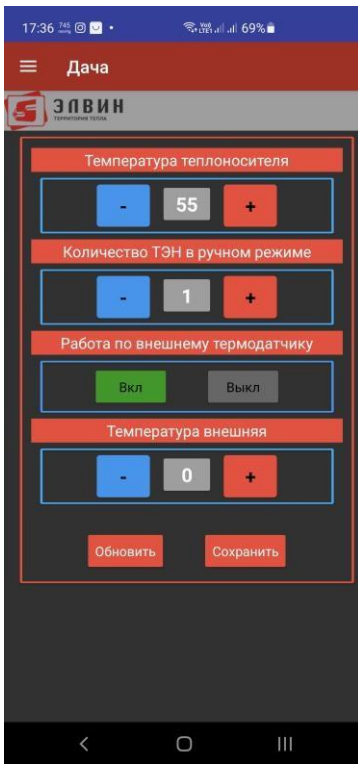 17:36
69%
Дача
ЭЛВИН
ТЕРРИТОРИЯ ТЕПЛА
Температура теплоносителя
- 55 +
Количество ТЭН в ручном режиме
- 1 +
Работа по внешнему термодатчику
Вкл Выкл
Температура внешняя
- 0 +
Обновить Сохранить